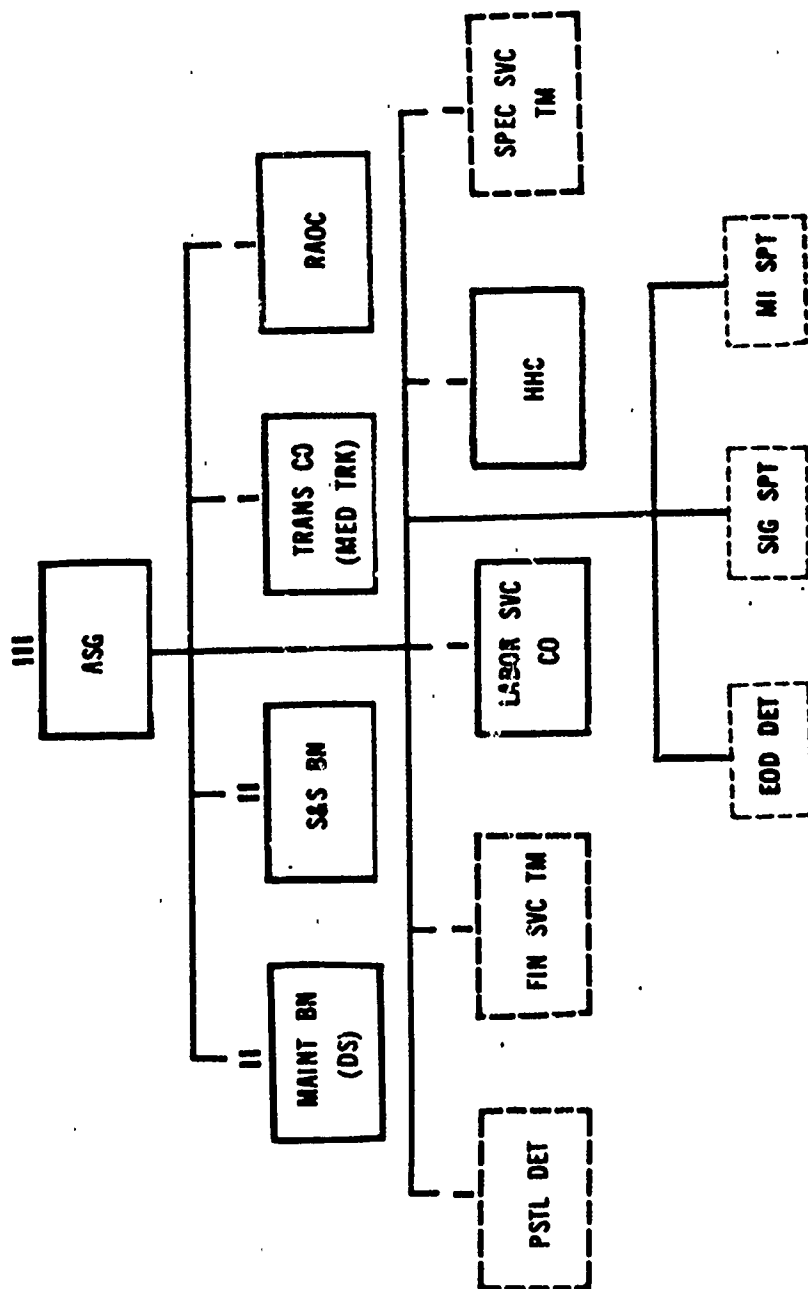 III
ASG
II
MAINT BN
(DS)
II
S&S BN
TRANS CO
(MED TRK)
RAOC
PSTL DET
FIN SVC TM
LABOR SVC
CO
HHC
SPEC SVC
TM
EOD DET
SIG SPT
MI SPT